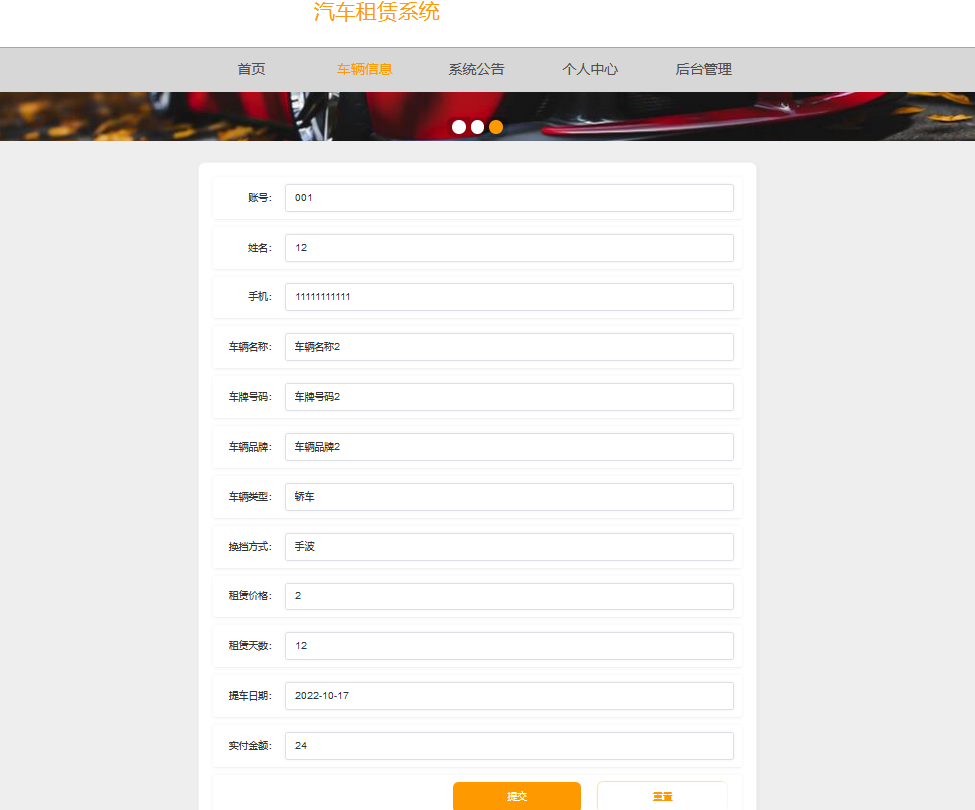 汽车租赁系统
首页 车辆信息 系统公告 个人中心 后台管理
账号： 001
姓名： 12
手机： 11111111111
车辆名称： 车辆名称2
车牌号码： 车牌号码2
车辆品牌： 车辆品牌2
车辆类型： 轿车
换挡方式： 手波
租赁价格： 2
租赁天数： 12
提车日期： 2022-10-17
实付金额： 24
提交 重置